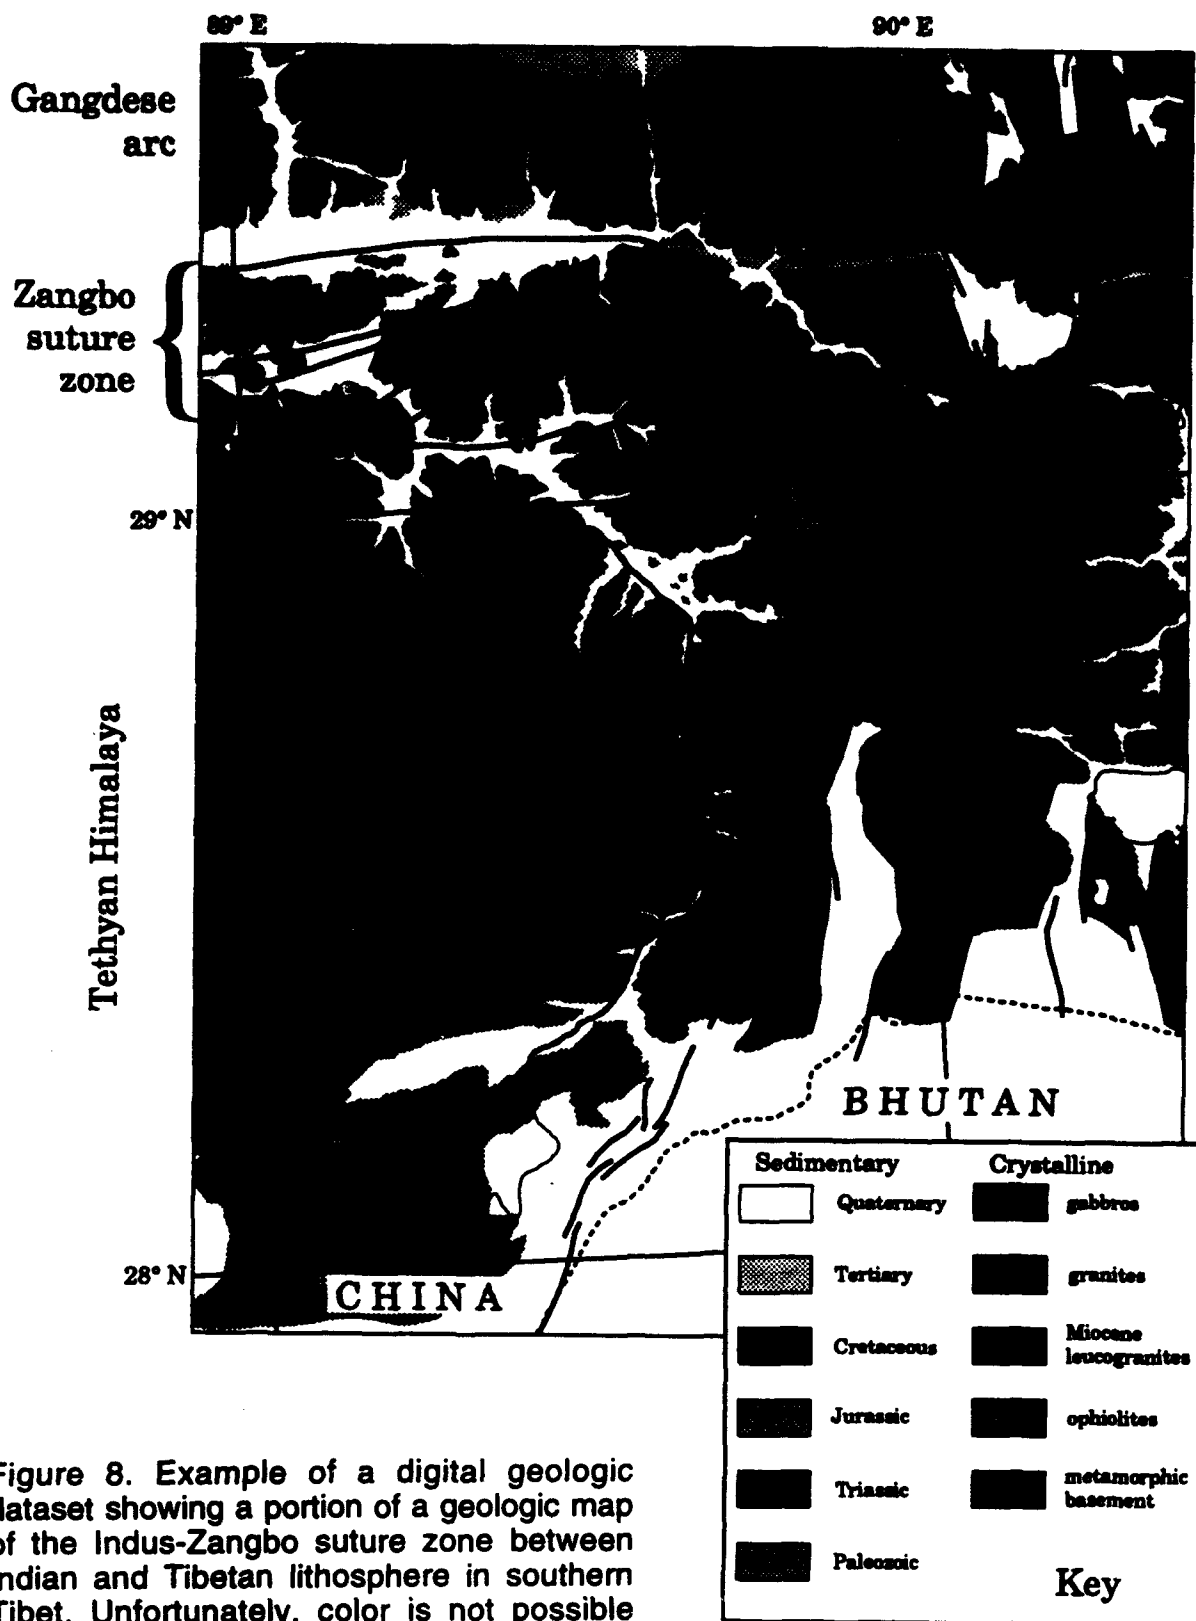 89° E
90° E
Gangdese
arc
Zangbo
suture
zone
29° N
Tethyan Himalaya
BHUTAN
28° N
CHINA
Sedimentary
Crystalline
Quaternary
gabbros
Tertiary
granites
Cretaceous
Miocene
leucogranites
Jurassic
ophiolites
Triassic
metamorphic
basement
Paleozoic
Key
Figure 8. Example of a digital geologic
dataset showing a portion of a geologic map
of the Indus-Zangbo suture zone between
Indian and Tibetan lithosphere in southern
Tibet. Unfortunately, color is not possible